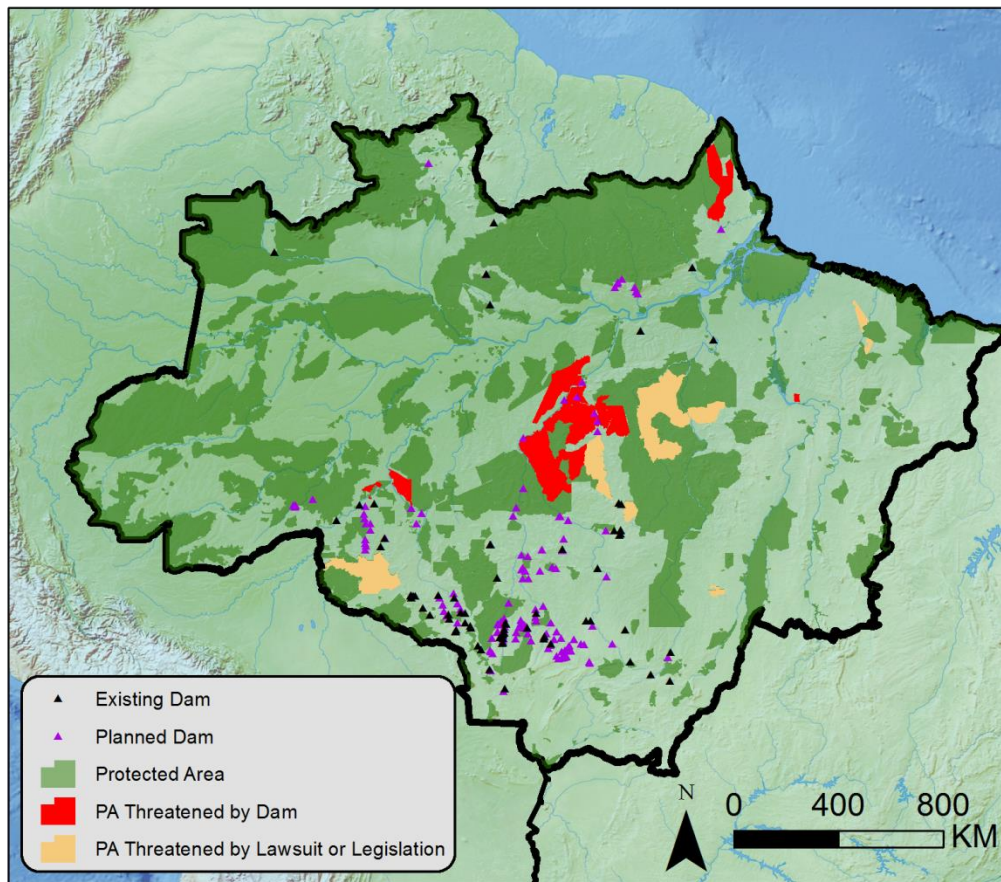 Existing Dam
Planned Dam
Protected Area
PA Threatened by Dam
PA Threatened by Lawsuit or Legislation
N
0 400 800
KM